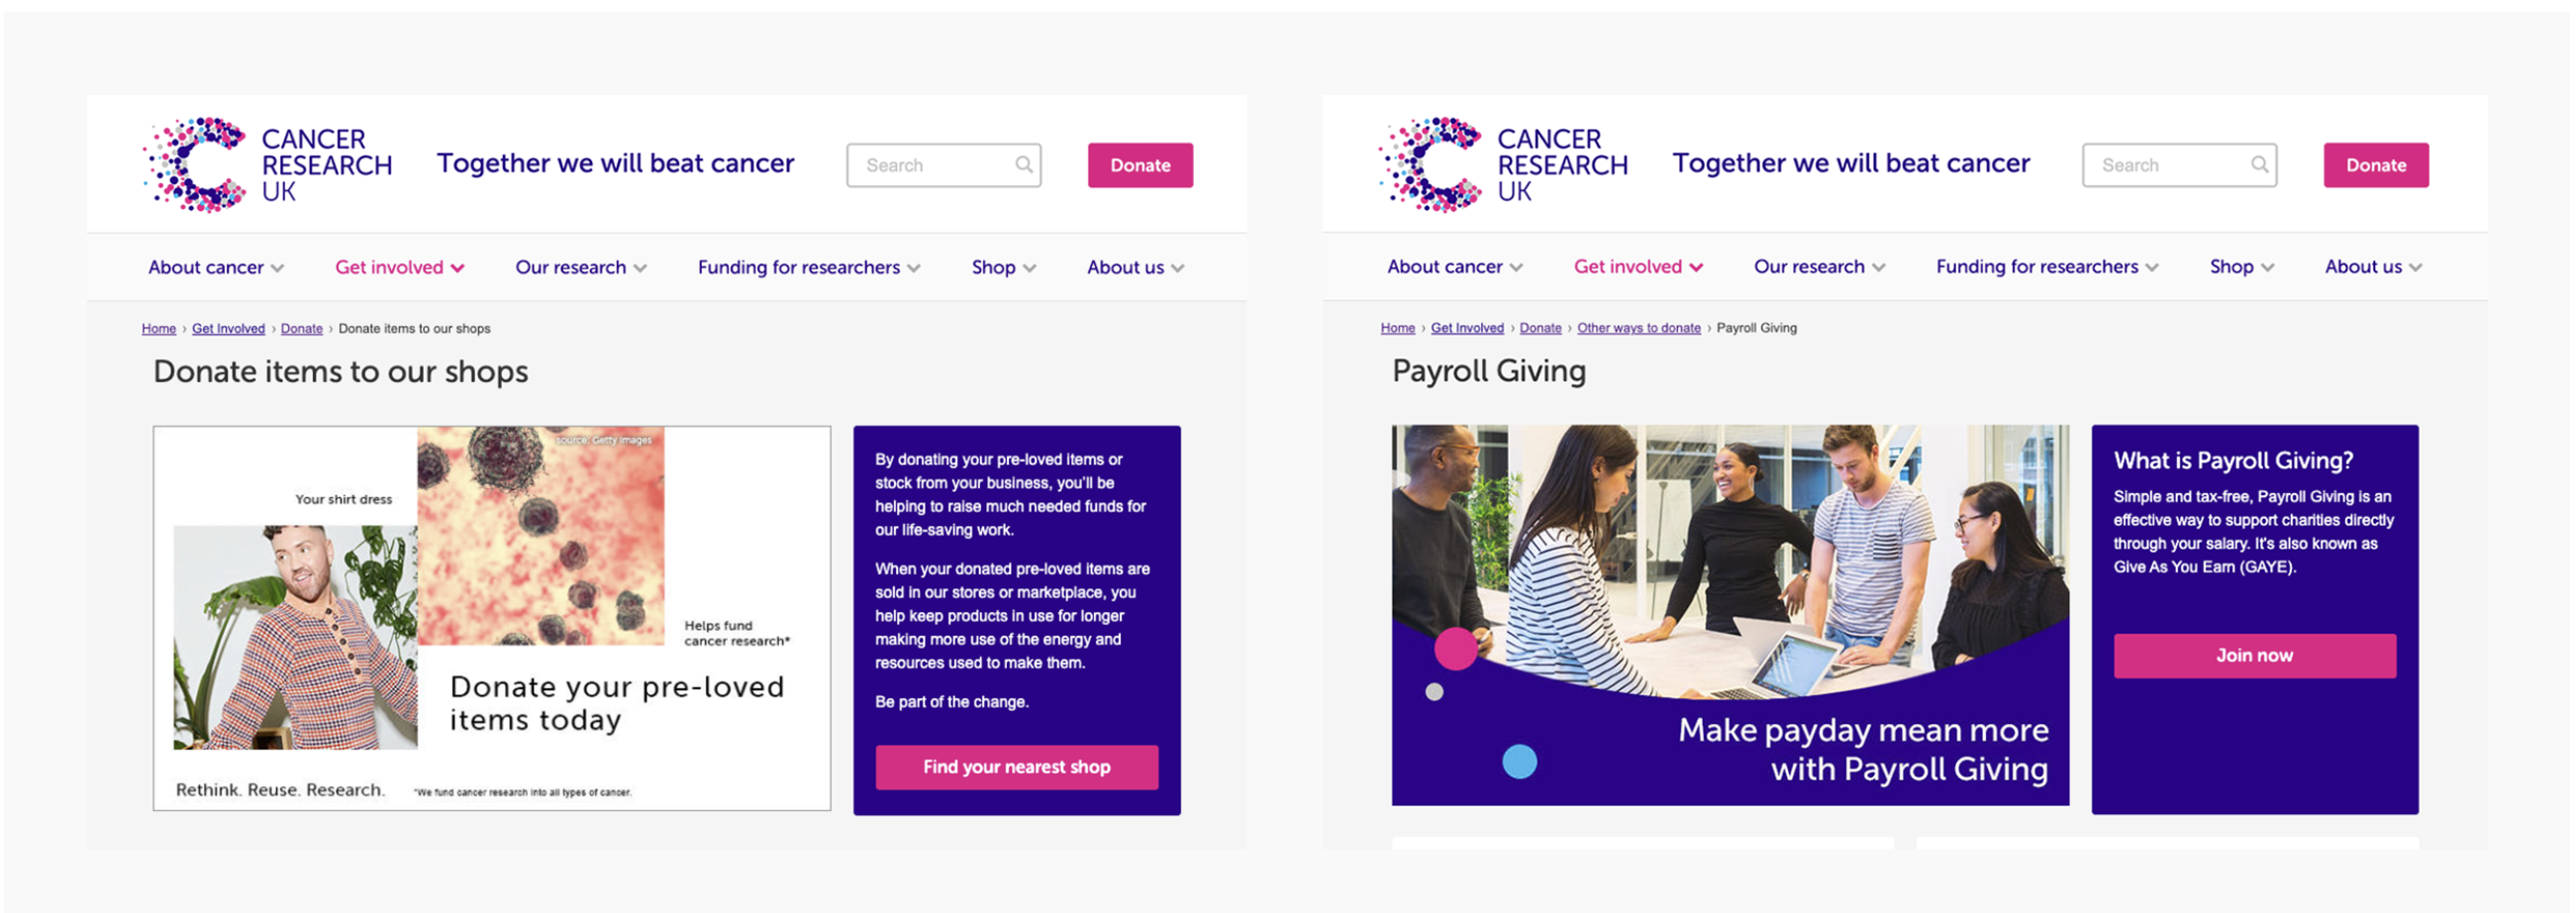 CANCER
RESEARCH
UK
Together we will beat cancer
Search
Donate
About cancer
Get involved
Our research
Funding for researchers
Shop
About us
Home › Get Involved › Donate › Donate items to our shops
Donate items to our shops
source: Getty Images
Your shirt dress
Helps fund
cancer research*
Donate your pre-loved
items today
Rethink. Reuse. Research.
*We fund cancer research into all types of cancer.
By donating your pre-loved items or
stock from your business, you'll be
helping to raise much needed funds for
our life-saving work.
When your donated pre-loved items are
sold in our stores or marketplace, you
help keep products in use for longer
making more use of the energy and
resources used to make them.
Be part of the change.
Find your nearest shop
CANCER
RESEARCH
UK
Together we will beat cancer
Search
Donate
About cancer
Get involved
Our research
Funding for researchers
Shop
About us
Home › Get Involved › Donate › Other ways to donate › Payroll Giving
Payroll Giving
Make payday mean more
with Payroll Giving
What is Payroll Giving?
Simple and tax-free, Payroll Giving is an
effective way to support charities directly
through your salary. It's also known as
Give As You Earn (GAYE).
Join now